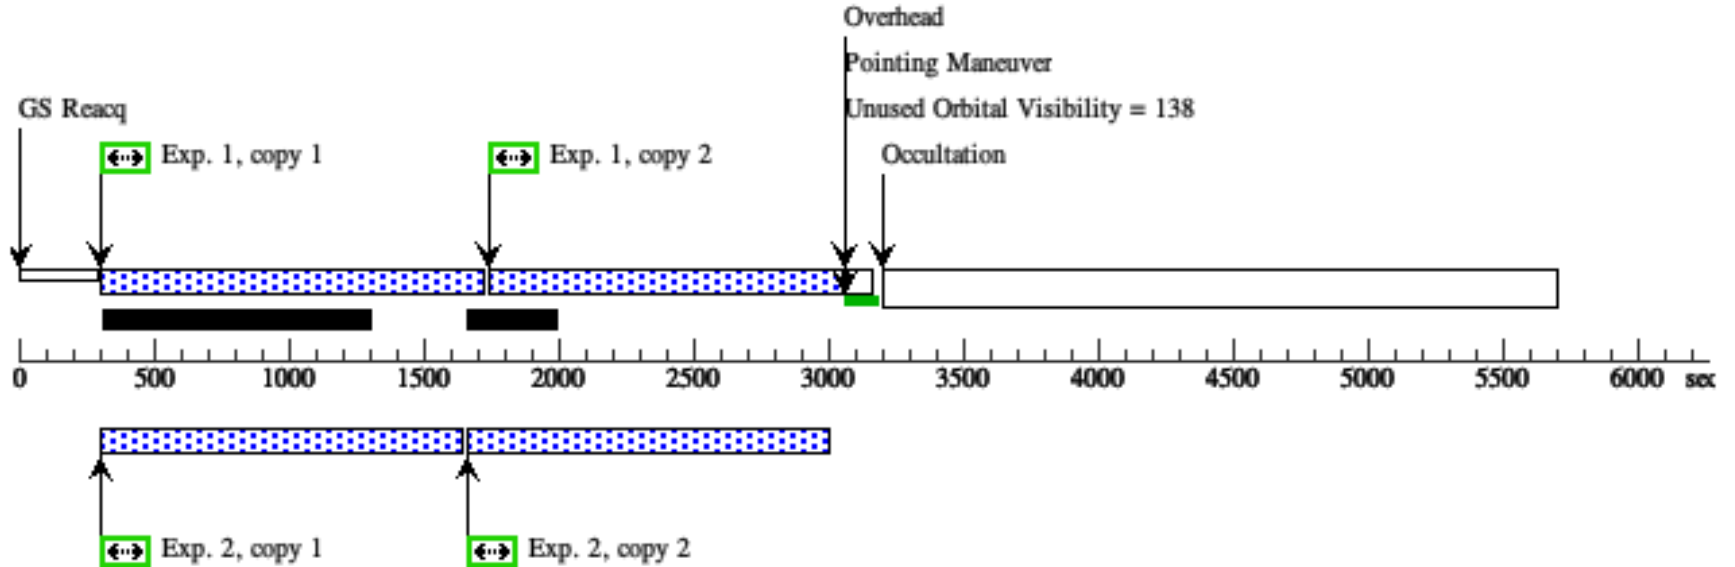 Overhead
Pointing Maneuver
GS Reacq
Unused Orbital Visibility = 138
Exp. 1, copy 1
Exp. 1, copy 2
Occultation
0 500 1000 1500 2000 2500 3000 3500 4000 4500 5000 5500 6000 sec
Exp. 2, copy 1
Exp. 2, copy 2